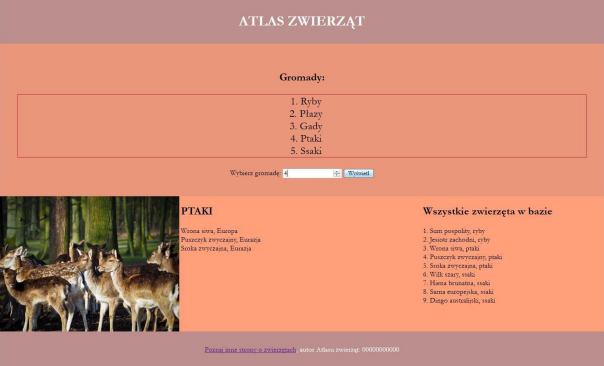 ATLAS ZWIERZĄT
Gromady:
1. Ryby
2. Płazy
3. Gady
4. Ptaki
5. Ssaki
Wybierz gromadę: 4 Wyświetl
PTAKI
Wrona siwa, Europa
Puszczyk zwyczajny, Eurazja
Sroka zwyczajna, Eurazja
Wszystkie zwierzęta w bazie
1. Sum pospolity, ryby
2. Jesiotr zachodni, ryby
3. Wrona siwa, ptaki
4. Puszczyk zwyczajny, ptaki
5. Sroka zwyczajna, ptaki
6. Wilk szary, ssaki
7. Hiena brunatna, ssaki
8. Sarna europejska, ssaki
9. Dingo australijski, ssaki
Poznaj inne strony o zwierzętach autor Atlasu zwierząt: 00000000000